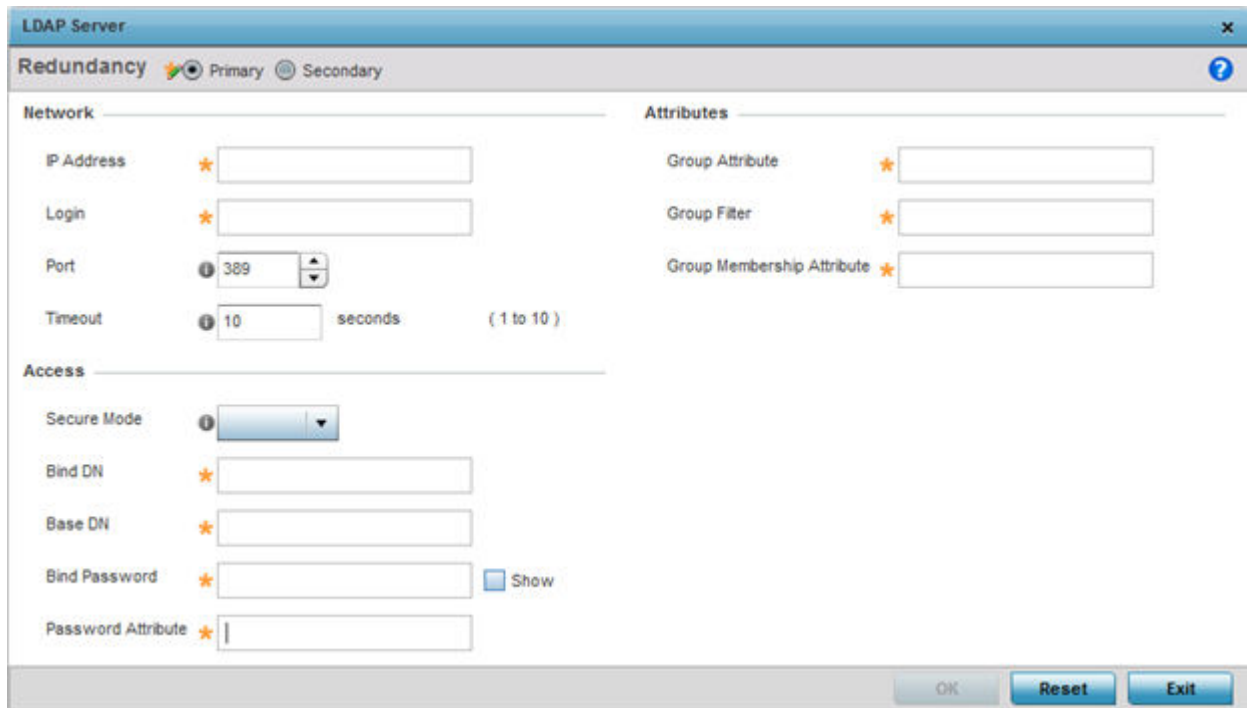 LDAP Server
Redundancy Primary Secondary
Network
IP Address
Login
Port 389
Timeout 10 seconds ( 1 to 10 )
Access
Secure Mode
Bind DN
Base DN
Bind Password Show
Password Attribute
Attributes
Group Attribute
Group Filter
Group Membership Attribute
OK Reset Exit